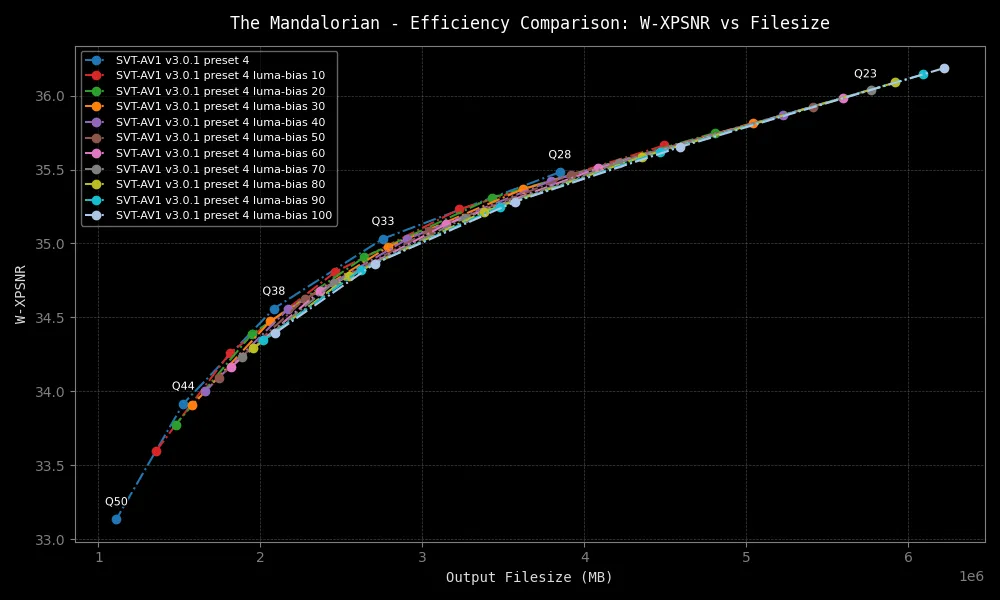 The Mandalorian - Efficiency Comparison: W-XPSNR vs Filesize
SVT-AV1 v3.0.1 preset 4
SVT-AV1 v3.0.1 preset 4 luma-bias 10
SVT-AV1 v3.0.1 preset 4 luma-bias 20
SVT-AV1 v3.0.1 preset 4 luma-bias 30
SVT-AV1 v3.0.1 preset 4 luma-bias 40
SVT-AV1 v3.0.1 preset 4 luma-bias 50
SVT-AV1 v3.0.1 preset 4 luma-bias 60
SVT-AV1 v3.0.1 preset 4 luma-bias 70
SVT-AV1 v3.0.1 preset 4 luma-bias 80
SVT-AV1 v3.0.1 preset 4 luma-bias 90
SVT-AV1 v3.0.1 preset 4 luma-bias 100
Q23
Q28
Q33
Q38
Q44
Q50
36.0
35.5
35.0
34.5
34.0
33.5
33.0
W-XPSNR
1 2 3 4 5 6
1e6
Output Filesize (MB)